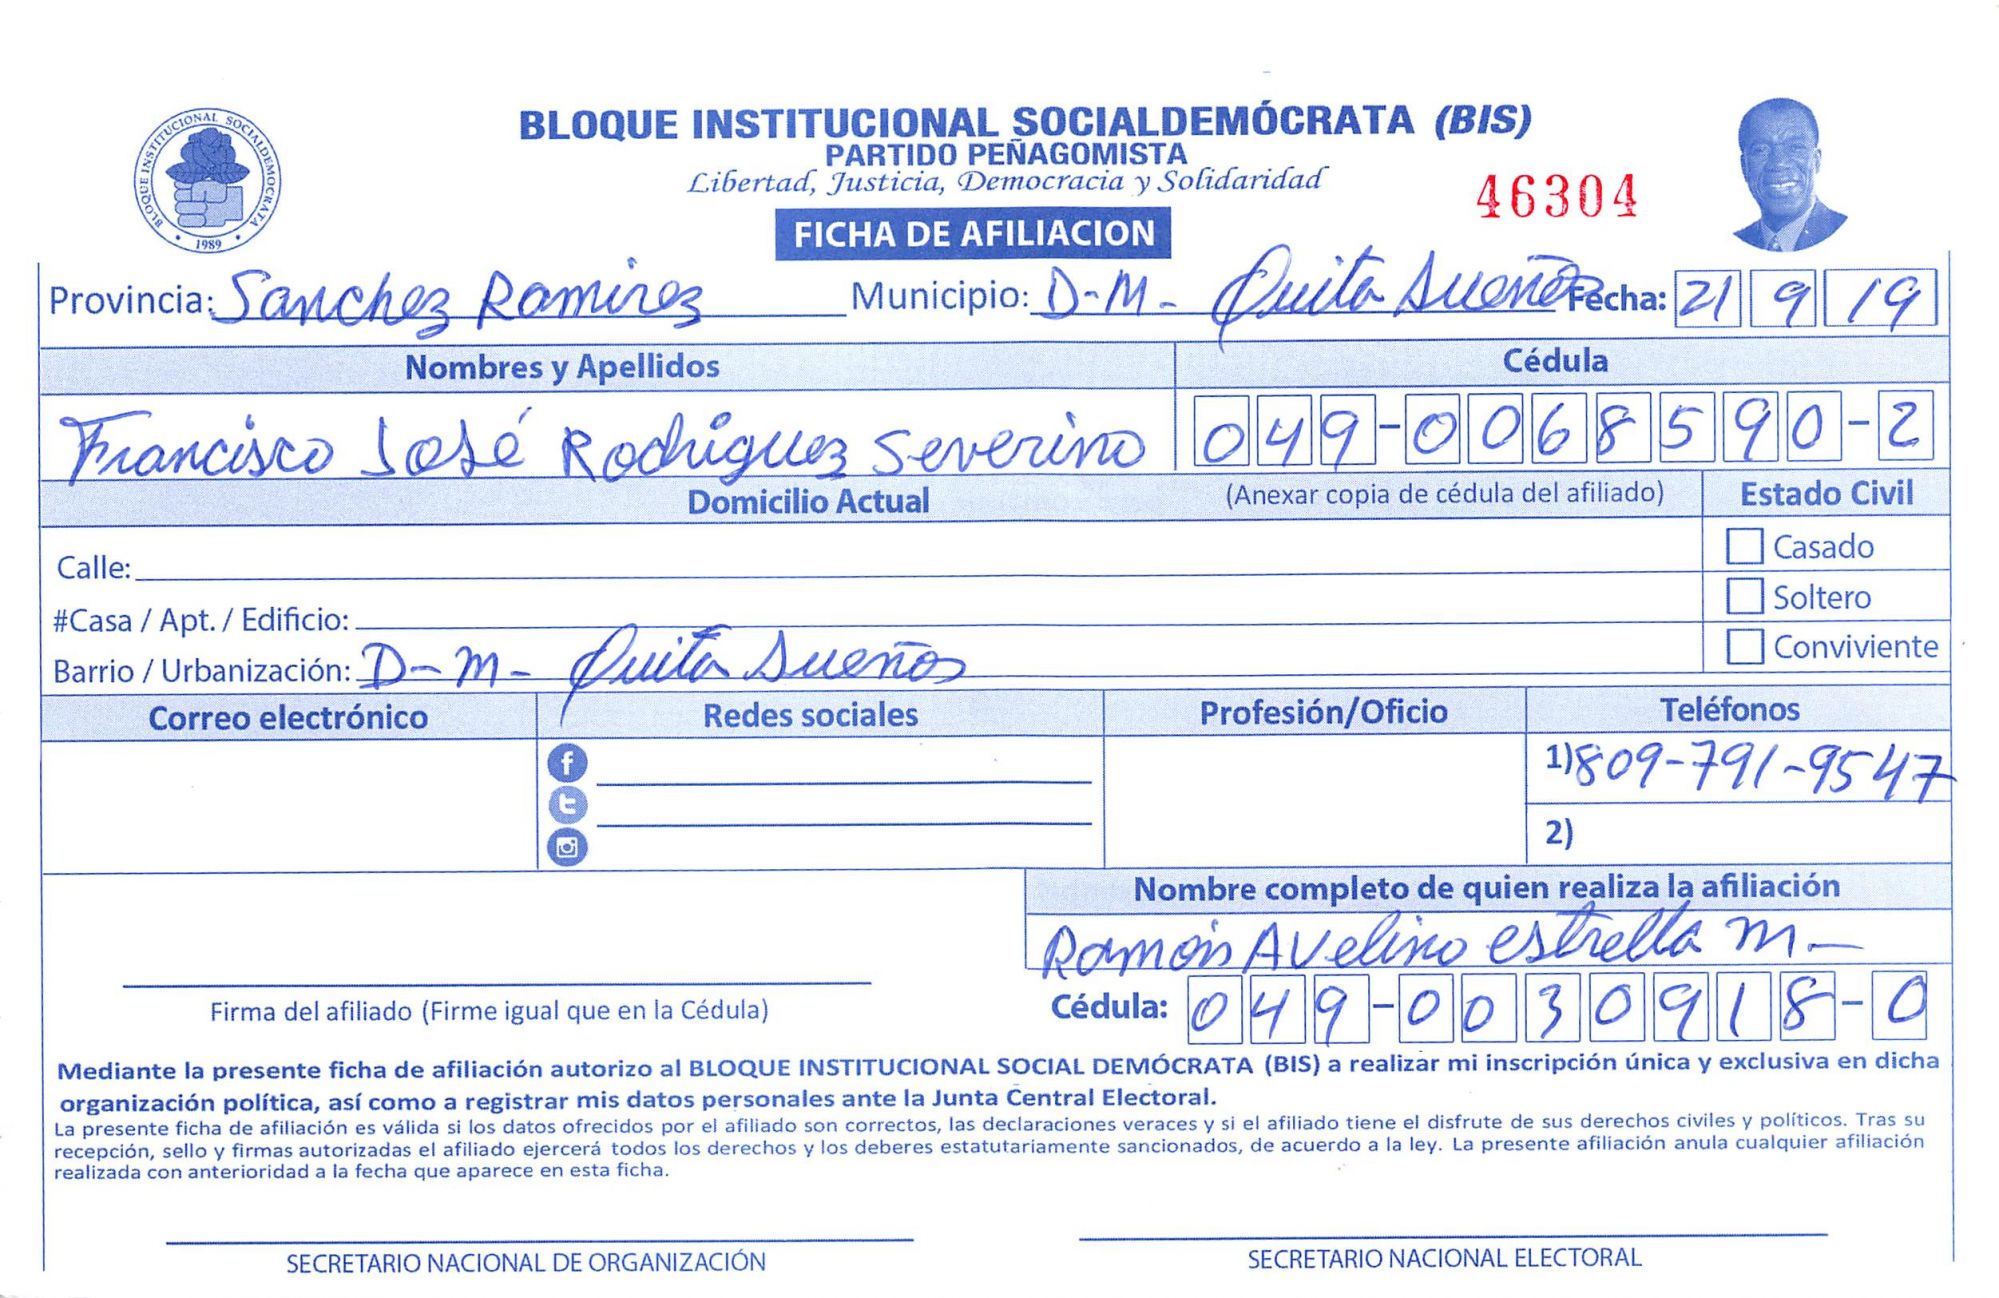 BLOQUE INSTITUCIONAL SOCIALDEMOCRATA
1989
BLOQUE INSTITUCIONAL SOCIALDEMÓCRATA (BIS)
PARTIDO PEÑAGOMISTA
Libertad, Justicia, Democracia y Solidaridad
46304
FICHA DE AFILIACION
Provincia: Sanchez Ramirez Municipio: D-M- Quita Sueños Fecha: 21 9 19
Nombres y Apellidos Cédula
Francisco José Rodriguez Severino 049-0068590-2
Domicilio Actual (Anexar copia de cédula del afiliado) Estado Civil
Calle: Casado
#Casa / Apt. / Edificio: Soltero
Barrio / Urbanización: D-M- Quita Sueños Conviviente
Correo electrónico Redes sociales Profesión/Oficio Teléfonos
1) 809-791-9547
2)
Nombre completo de quien realiza la afiliación
Ramón Avelino estrella m-
Firma del afiliado (Firme igual que en la Cédula) Cédula: 049-0030918-0
Mediante la presente ficha de afiliación autorizo al BLOQUE INSTITUCIONAL SOCIAL DEMÓCRATA (BIS) a realizar mi inscripción única y exclusiva en dicha
organización política, así como a registrar mis datos personales ante la Junta Central Electoral.
La presente ficha de afiliación es válida si los datos ofrecidos por el afiliado son correctos, las declaraciones veraces y si el afiliado tiene el disfrute de sus derechos civiles y políticos. Tras su
recepción, sello y firmas autorizadas el afiliado ejercerá todos los derechos y los deberes estatutariamente sancionados, de acuerdo a la ley. La presente afiliación anula cualquier afiliación
realizada con anterioridad a la fecha que aparece en esta ficha.
SECRETARIO NACIONAL DE ORGANIZACIÓN SECRETARIO NACIONAL ELECTORAL